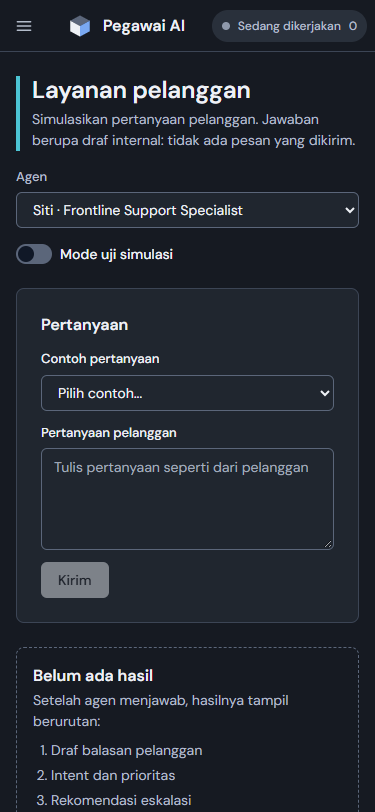 Pegawai AI
Sedang dikerjakan 0
Layanan pelanggan
Simulasikan pertanyaan pelanggan. Jawaban
berupa draf internal: tidak ada pesan yang dikirim.
Agen
Siti · Frontline Support Specialist
Mode uji simulasi
Pertanyaan
Contoh pertanyaan
Pilih contoh...
Pertanyaan pelanggan
Tulis pertanyaan seperti dari pelanggan
Kirim
Belum ada hasil
Setelah agen menjawab, hasilnya tampil
berurutan:
1. Draf balasan pelanggan
2. Intent dan prioritas
3. Rekomendasi eskalasi